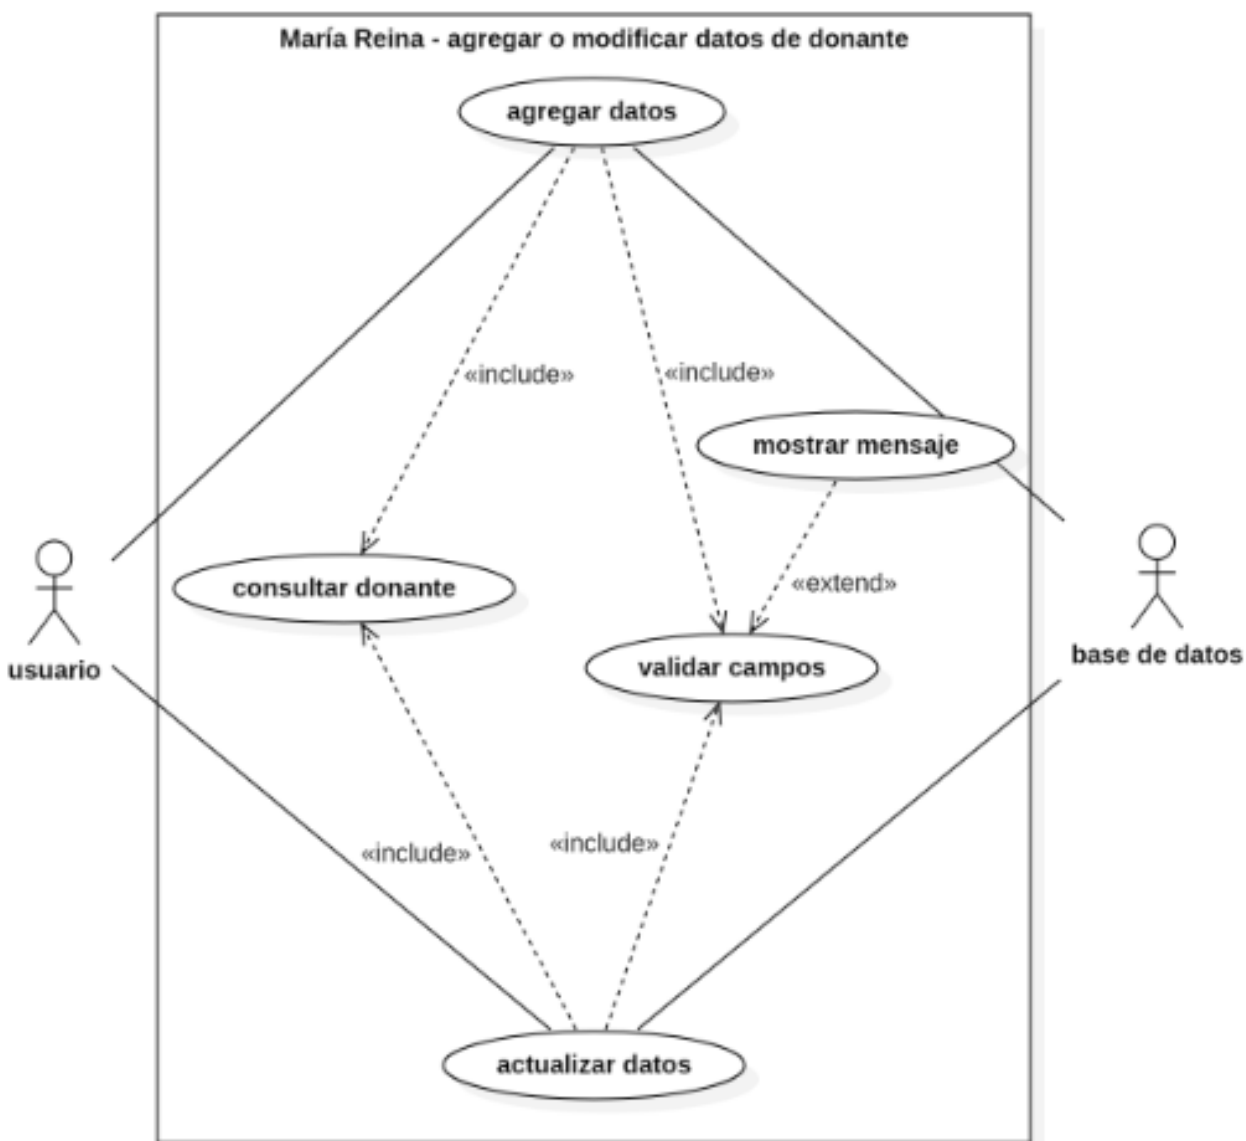 María Reina - agregar o modificar datos de donante
agregar datos
«include»
«include»
mostrar mensaje
consultar donante
«extend»
usuario
validar campos
base de datos
«include»
«include»
actualizar datos